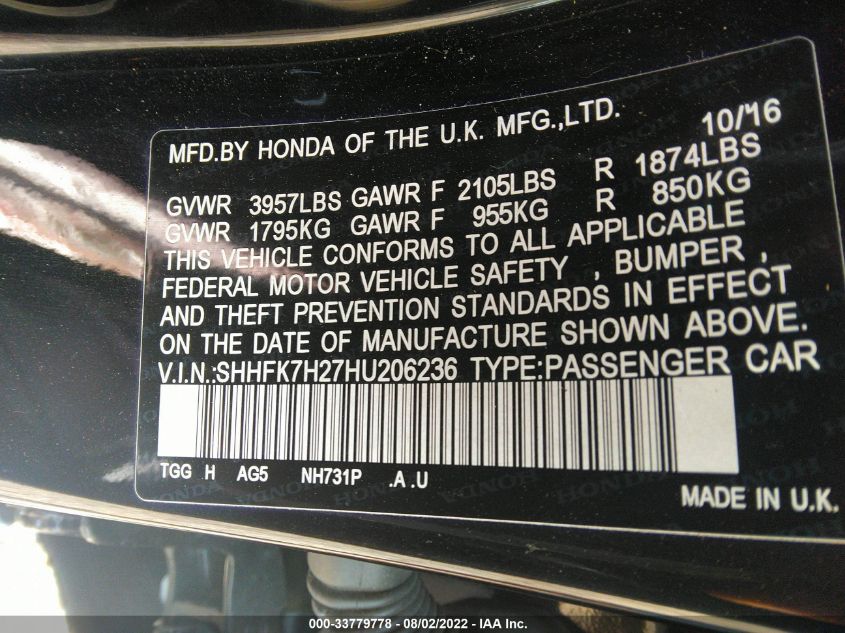 MFD.BY HONDA OF THE U.K. MFG.,LTD. 10/16
GVWR 3957LBS GAWR F 2105LBS R 1874LBS
GVWR 1795KG GAWR F 955KG R 850KG
THIS VEHICLE CONFORMS TO ALL APPLICABLE
FEDERAL MOTOR VEHICLE SAFETY , BUMPER ,
AND THEFT PREVENTION STANDARDS IN EFFECT
ON THE DATE OF MANUFACTURE SHOWN ABOVE.
V.I.N.:SHHFK7H27HU206236 TYPE:PASSENGER CAR
TGG H AG5 NH731P .A .U
MADE IN U.K.
000-33779778 - 08/02/2022 - IAA Inc.